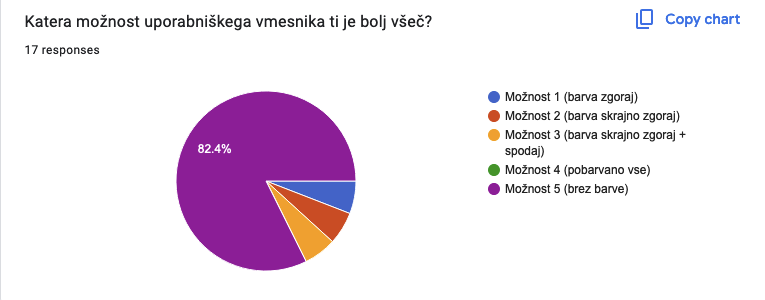 Katera možnost uporabniškega vmesnika ti je bolj všeč?
Copy chart
17 responses
82.4%
Možnost 1 (barva zgoraj)
Možnost 2 (barva skrajno zgoraj)
Možnost 3 (barva skrajno zgoraj +
spodaj)
Možnost 4 (pobarvano vse)
Možnost 5 (brez barve)